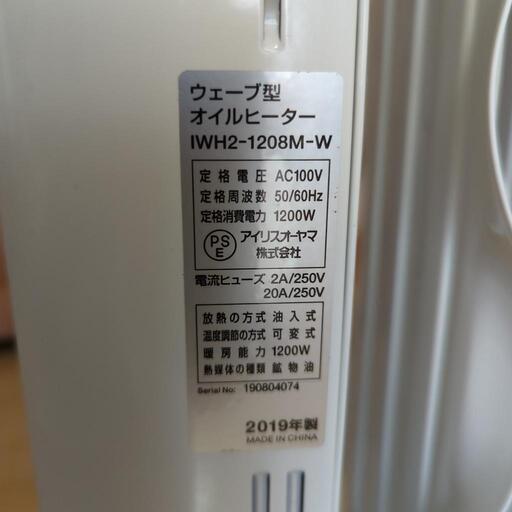 ウェーブ型
オイルヒーター
IWH2-1208M-W
定格電圧 AC100V
定格周波数 50/60Hz
定格消費電力 1200W
PS E アイリスオーヤマ
株式会社
電流ヒューズ 2A/250V
20A/250V
放熱の方式 油入式
温度調節の方式 可変式
暖房能力 1200W
熱媒体の種類 鉱物油
Serial No: 190804074
2019年製
MADE IN CHINA